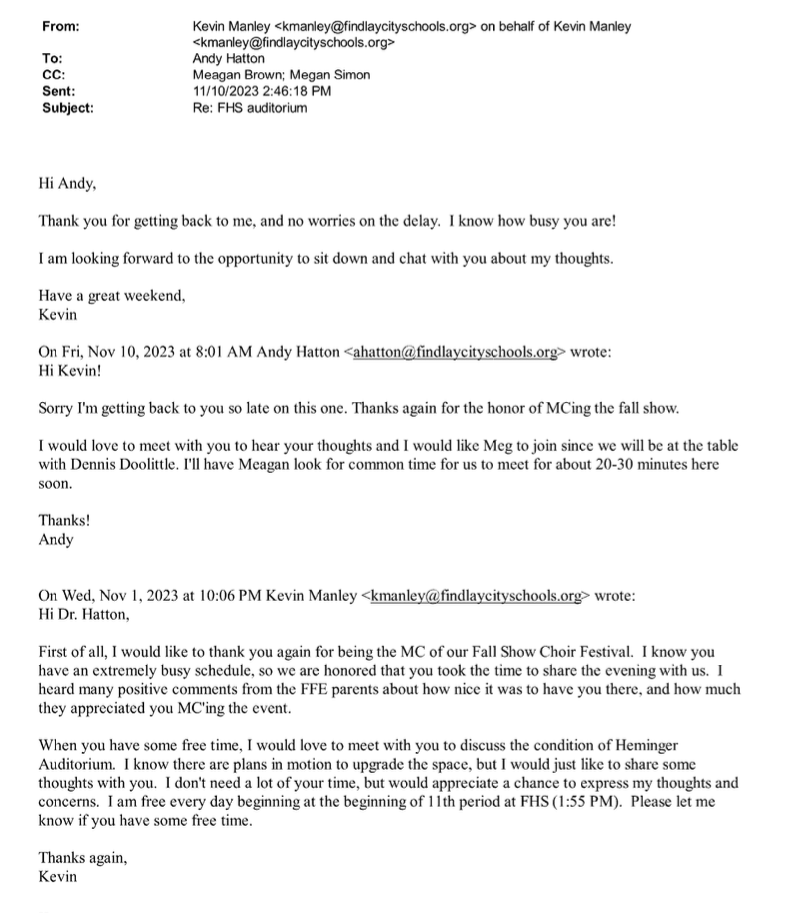 From: Kevin Manley <kmanley@findlaycityschools.org> on behalf of Kevin Manley
<kmanley@findlaycityschools.org>
To: Andy Hatton
CC: Meagan Brown; Megan Simon
Sent: 11/10/2023 2:46:18 PM
Subject: Re: FHS auditorium
Hi Andy,
Thank you for getting back to me, and no worries on the delay.  I know how busy you are!
I am looking forward to the opportunity to sit down and chat with you about my thoughts.
Have a great weekend,
Kevin
On Fri, Nov 10, 2023 at 8:01 AM Andy Hatton <ahatton@findlaycityschools.org> wrote:
Hi Kevin!
Sorry I'm getting back to you so late on this one. Thanks again for the honor of MCing the fall show.
I would love to meet with you to hear your thoughts and I would like Meg to join since we will be at the table
with Dennis Doolittle. I'll have Meagan look for common time for us to meet for about 20-30 minutes here
soon.
Thanks!
Andy
On Wed, Nov 1, 2023 at 10:06 PM Kevin Manley <kmanley@findlaycityschools.org> wrote:
Hi Dr. Hatton,
First of all, I would like to thank you again for being the MC of our Fall Show Choir Festival.  I know you
have an extremely busy schedule, so we are honored that you took the time to share the evening with us.  I
heard many positive comments from the FFE parents about how nice it was to have you there, and how much
they appreciated you MC'ing the event.
When you have some free time, I would love to meet with you to discuss the condition of Heminger
Auditorium.  I know there are plans in motion to upgrade the space, but I would just like to share some
thoughts with you.  I don't need a lot of your time, but would appreciate a chance to express my thoughts and
concerns.  I am free every day beginning at the beginning of 11th period at FHS (1:55 PM).  Please let me
know if you have some free time.
Thanks again,
Kevin